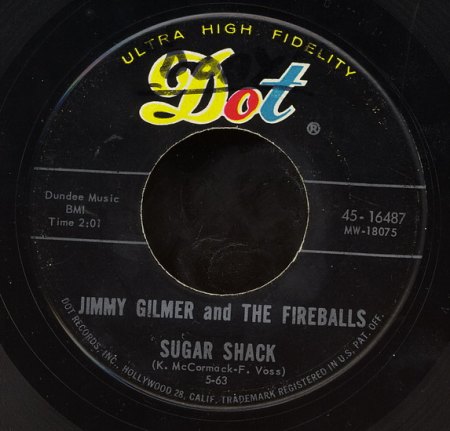 ULTRA HIGH FIDELITY
Dot
®
Dundee Music
BMI
Time 2:01
45-16487
MW-18075
JIMMY GILMER and THE FIREBALLS
SUGAR SHACK
(K. McCormack-F. Voss)
5-63
DOT RECORDS, INC. HOLLYWOOD 28, CALIF. TRADEMARK REGISTERED IN U.S. PAT. OFF.